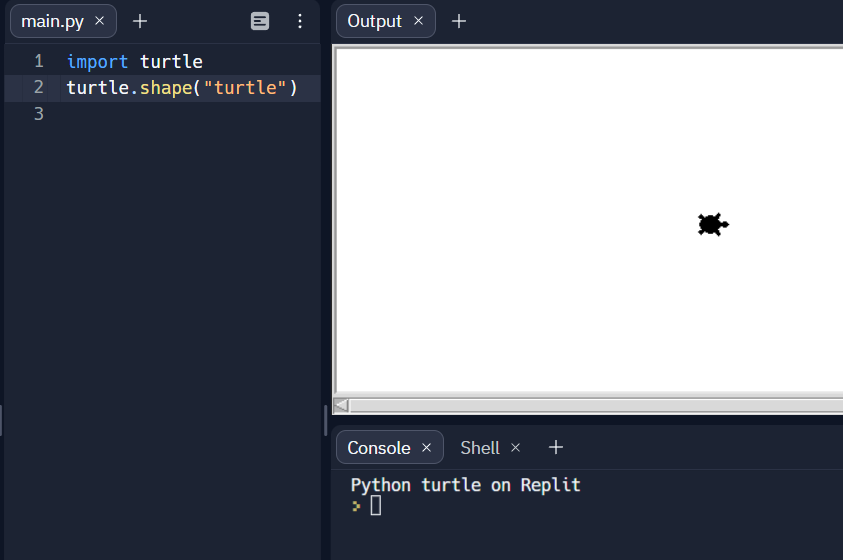 main.py × +
1 import turtle
2 turtle.shape("turtle")
3
Output × +
Console × Shell × +
Python turtle on Replit
>